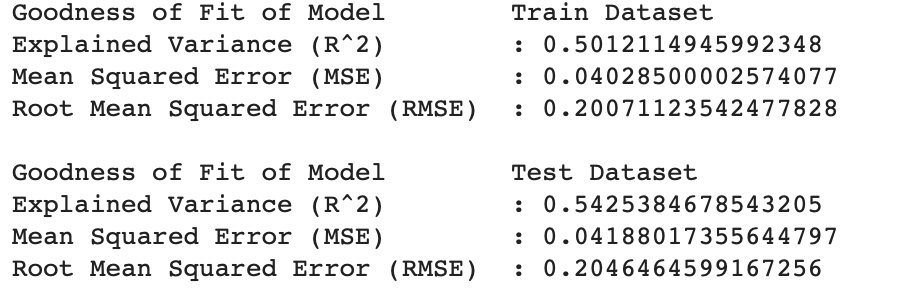 Goodness of Fit of Model Train Dataset
Explained Variance (R^2) : 0.5012114945992348
Mean Squared Error (MSE) : 0.04028500002574077
Root Mean Squared Error (RMSE) : 0.20071123542477828
Goodness of Fit of Model Test Dataset
Explained Variance (R^2) : 0.5425384678543205
Mean Squared Error (MSE) : 0.04188017355644797
Root Mean Squared Error (RMSE) : 0.2046464599167256